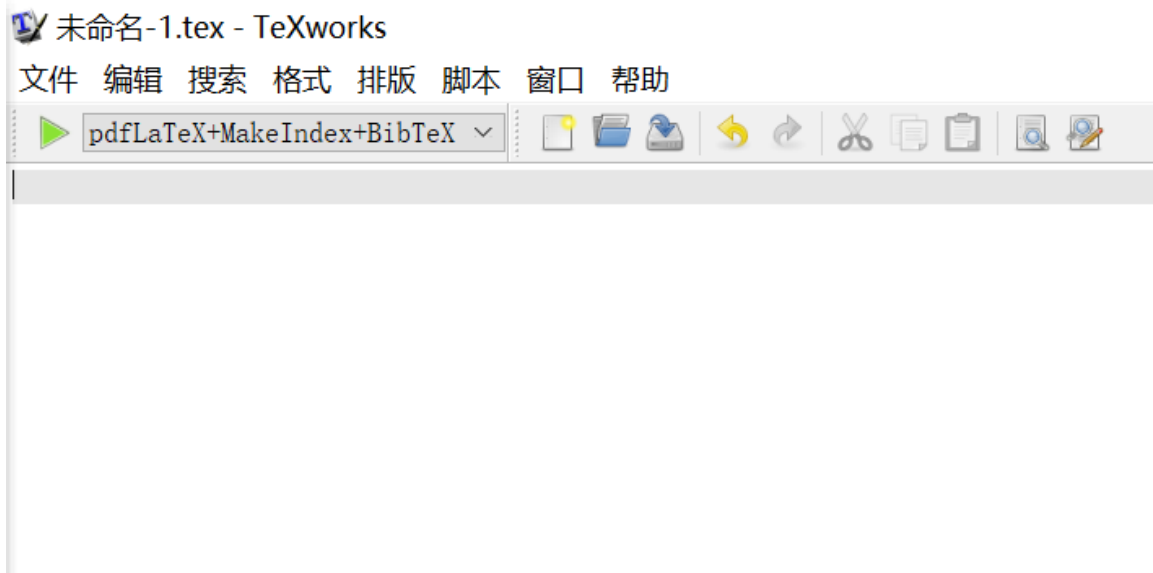 未命名-1.tex - TeXworks
文件 编辑 搜索 格式 排版 脚本 窗口 帮助
pdfLaTeX+MakeIndex+BibTeX